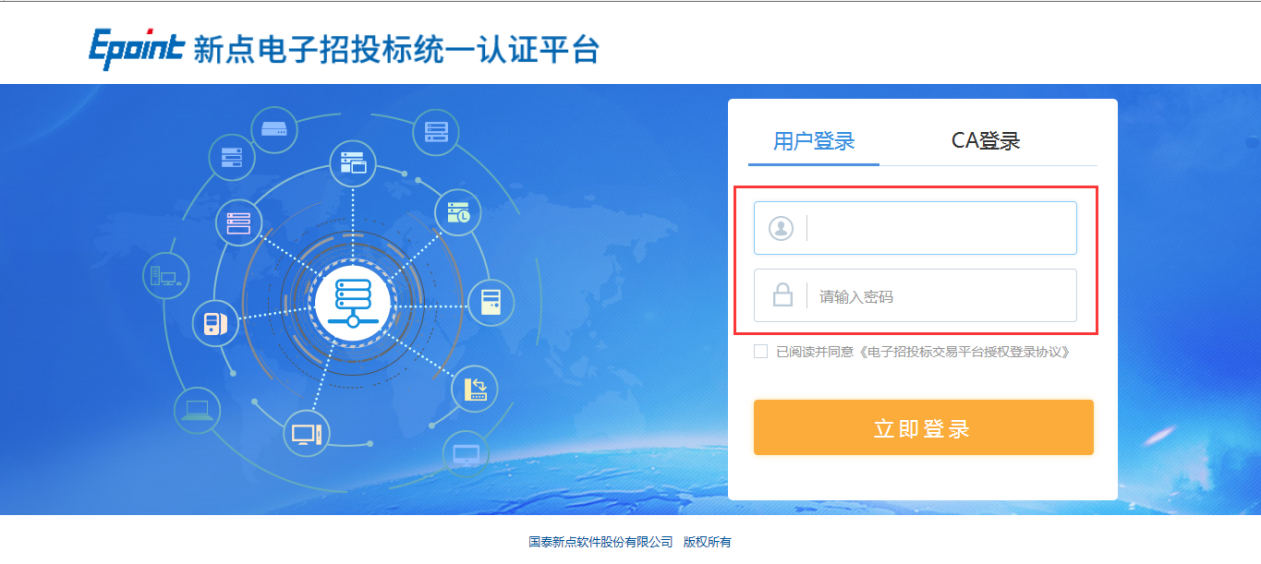 Epoint 新点电子招投标统一认证平台
用户登录 CA登录
请输入密码
已阅读并同意《电子招投标交易平台授权登录协议》
立即登录
国泰新点软件股份有限公司 版权所有